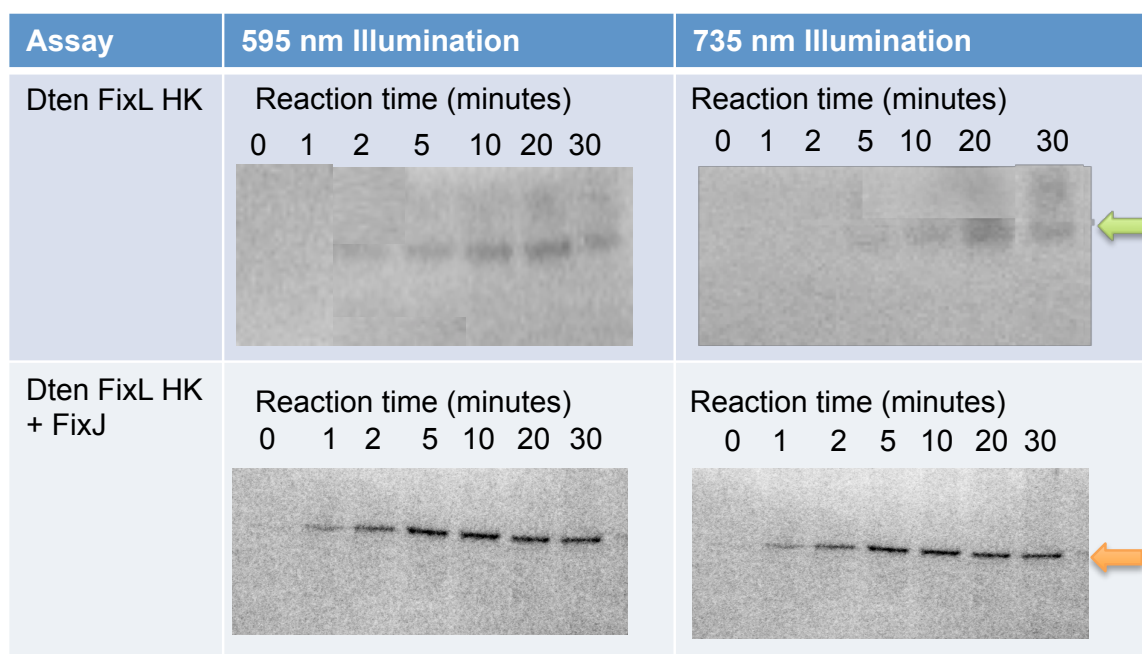 Assay 595 nm Illumination 735 nm Illumination
Dten FixL HK
Reaction time (minutes)
0 1 2 5 10 20 30
Reaction time (minutes)
0 1 2 5 10 20 30
Dten FixL HK
+ FixJ
Reaction time (minutes)
0 1 2 5 10 20 30
Reaction time (minutes)
0 1 2 5 10 20 30